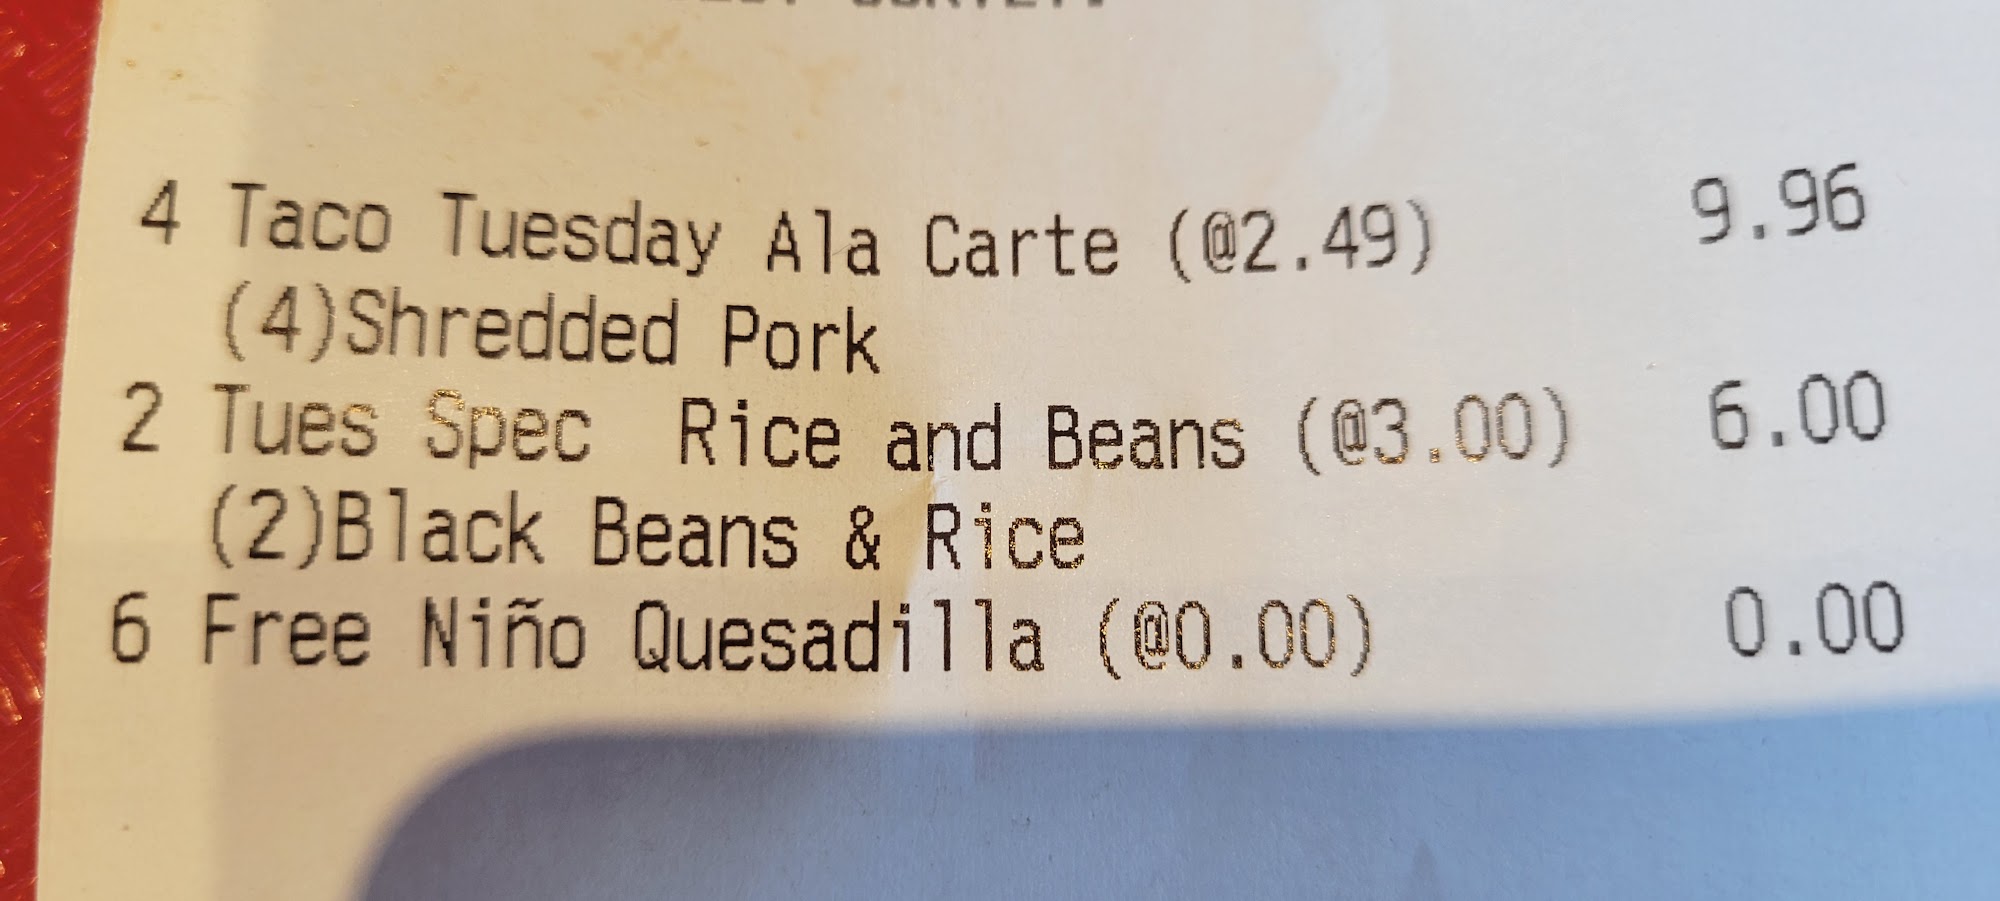 4 Taco Tuesday Ala Carte (@2.49) 9.96
(4)Shredded Pork
2 Tues Spec  Rice and Beans (@3.00) 6.00
(2)Black Beans & Rice
6 Free Niño Quesadilla (@0.00) 0.00